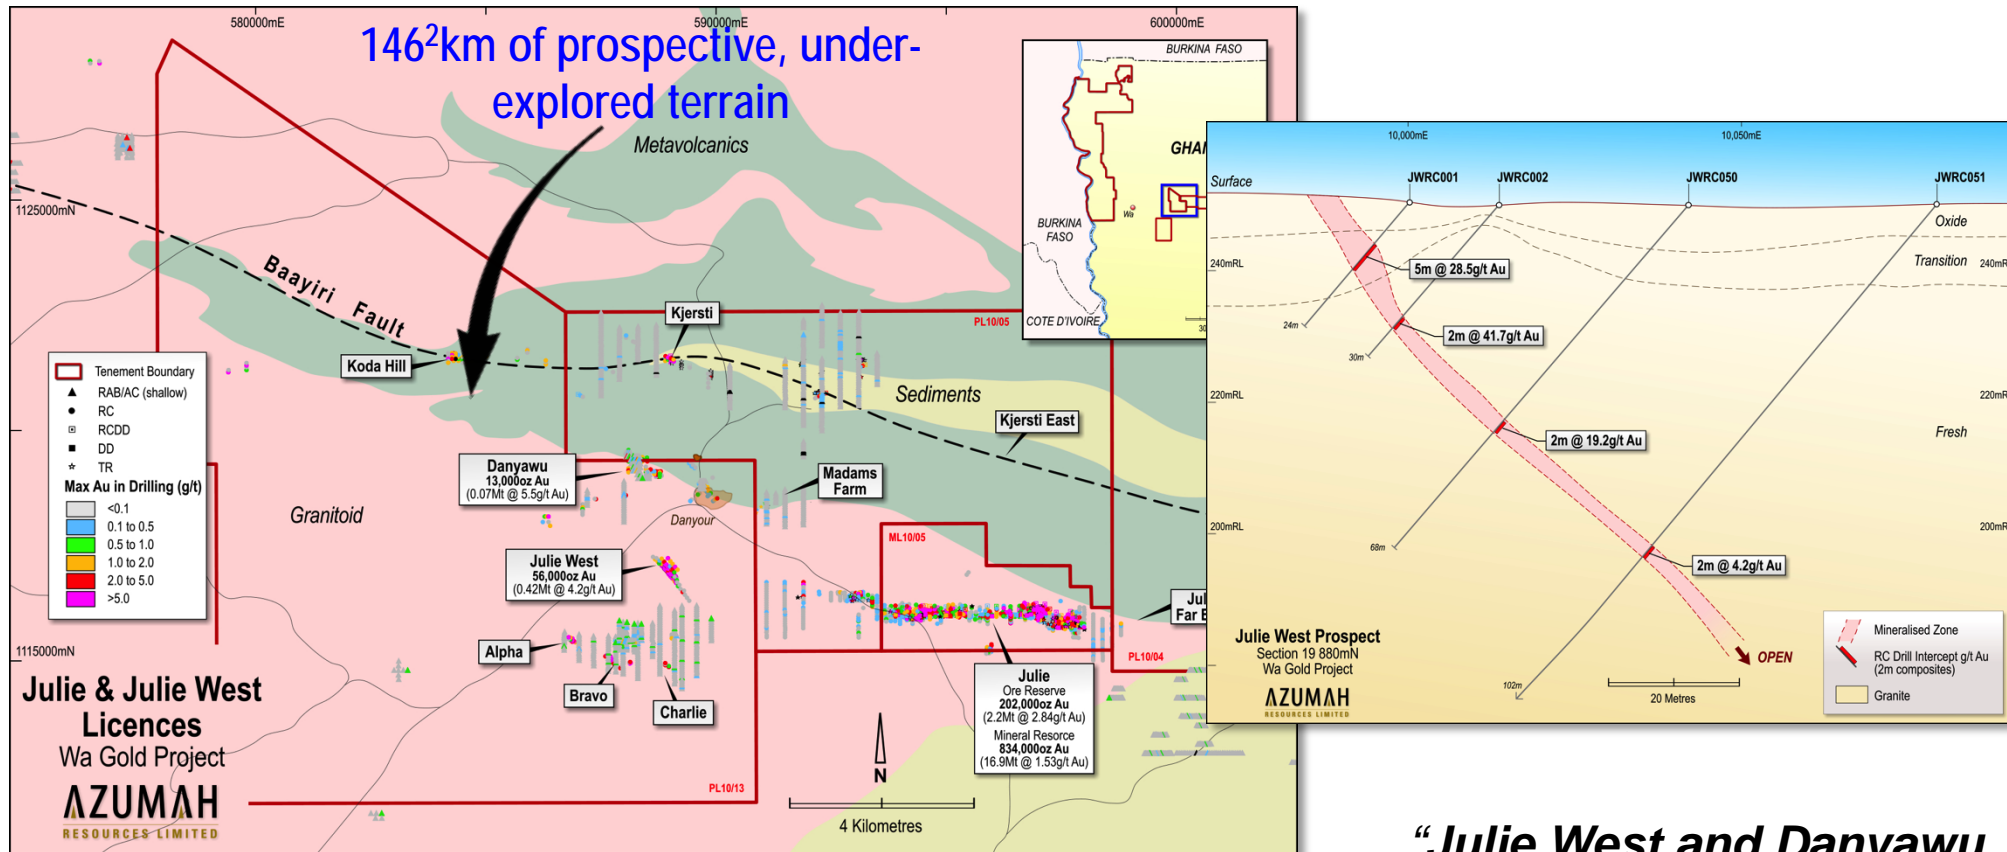 580000mE
590000mE
600000mE
146²km of prospective, under-
explored terrain
Metavolcanics
1125000mN
Baayiri Fault
Koda Hill
Kjersti
PL10/05
Sediments
Kjersti East
Tenement Boundary
RAB/AC (shallow)
RC
RCDD
DD
TR
Max Au in Drilling (g/t)
<0.1
0.1 to 0.5
0.5 to 1.0
1.0 to 2.0
2.0 to 5.0
>5.0
Granitoid
Danyawu
13,000oz Au
(0.07Mt @ 5.5g/t Au)
Danyour
Madams
Farm
ML10/05
Julie West
56,000oz Au
(0.42Mt @ 4.2g/t Au)
Alpha
Bravo
Charlie
Far
PL10/04
Julie
Ore Reserve
202,000oz Au
(2.2Mt @ 2.84g/t Au)
Mineral Resorce
834,000oz Au
(16.9Mt @ 1.53g/t Au)
1115000mN
Julie & Julie West
Licences
Wa Gold Project
AZUMAH
RESOURCES LIMITED
PL10/13
N
4 Kilometres
BURKINA FASO
Wa
BURKINA
FASO
COTE D'IVOIRE
10,000mE
10,050mE
Surface
JWRC001
JWRC002
JWRC050
JWRC051
Oxide
Transition
Fresh
240mRL
240mRL
220mRL
220mRL
200mRL
200mRL
5m @ 28.5g/t Au
2m @ 41.7g/t Au
2m @ 19.2g/t Au
2m @ 4.2g/t Au
24m
30m
68m
102m
OPEN
Julie West Prospect
Section 19 880mN
Wa Gold Project
AZUMAH
RESOURCES LIMITED
20 Metres
Mineralised Zone
RC Drill Intercept g/t Au
(2m composites)
Granite
“Julie West and Danyawu